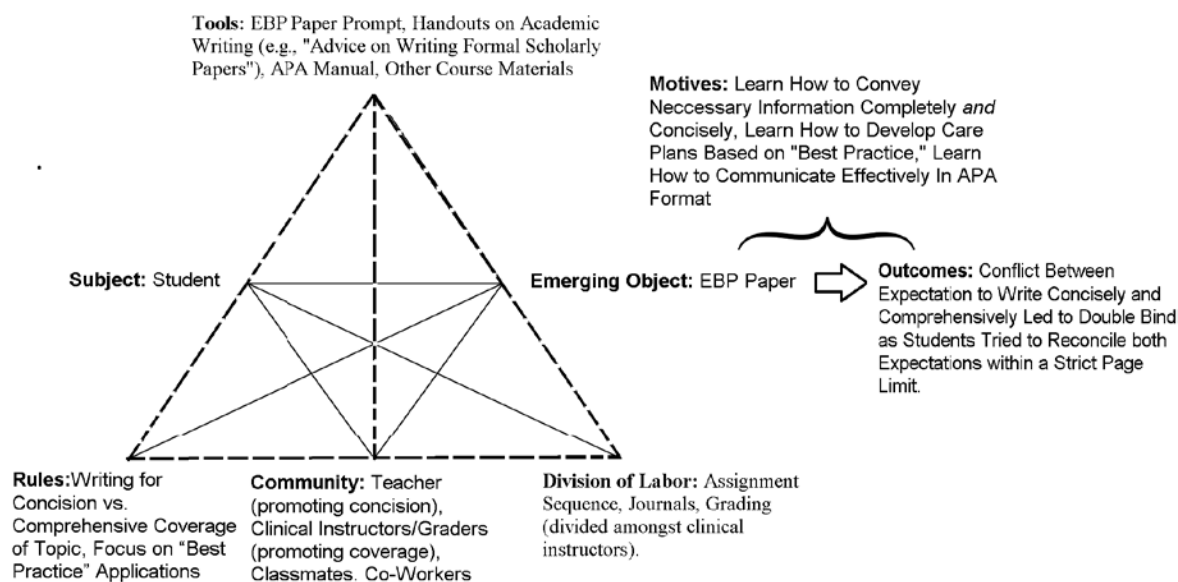 Tools: EBP Paper Prompt, Handouts on Academic
Writing (e.g., "Advice on Writing Formal Scholarly
Papers"), APA Manual, Other Course Materials
Motives: Learn How to Convey
Neccessary Information Completely and
Concisely, Learn How to Develop Care
Plans Based on "Best Practice," Learn
How to Communicate Effectively In APA
Format
Subject: Student
Emerging Object: EBP Paper
Outcomes: Conflict Between
Expectation to Write Concisely and
Comprehensively Led to Double Bind
as Students Tried to Reconcile both
Expectations within a Strict Page
Limit.
Rules:Writing for
Concision vs.
Comprehensive Coverage
of Topic, Focus on “Best
Practice” Applications
Community: Teacher
(promoting concision),
Clinical Instructors/Graders
(promoting coverage),
Classmates, Co-Workers
Division of Labor: Assignment
Sequence, Journals, Grading
(divided amongst clinical
instructors).